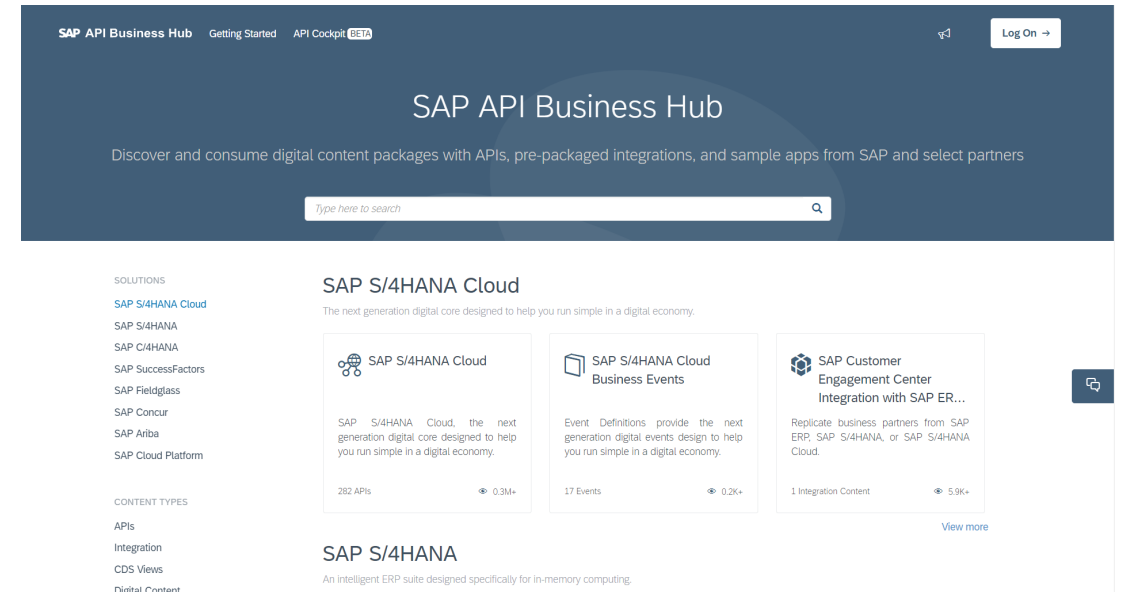 SAP API Business Hub Getting Started API Cockpit BETA Log On →
SAP API Business Hub
Discover and consume digital content packages with APIs, pre-packaged integrations, and sample apps from SAP and select partners
Type here to search
SOLUTIONS
SAP S/4HANA Cloud
SAP S/4HANA
SAP C/4HANA
SAP SuccessFactors
SAP Fieldglass
SAP Concur
SAP Ariba
SAP Cloud Platform
CONTENT TYPES
APIs
Integration
CDS Views
Digital Content
SAP S/4HANA Cloud
The next generation digital core designed to help you run simple in a digital economy.
SAP S/4HANA Cloud
SAP S/4HANA Cloud, the next
generation digital core designed to help
you run simple in a digital economy.
282 APIs 0.3M+
SAP S/4HANA Cloud
Business Events
Event Definitions provide the next
generation digital events design to help
you run simple in a digital economy.
17 Events 0.2K+
SAP Customer
Engagement Center
Integration with SAP ER...
Replicate business partners from SAP
ERP, SAP S/4HANA, or SAP S/4HANA
Cloud.
1 Integration Content 5.9K+
View more
SAP S/4HANA
An intelligent ERP suite designed specifically for in-memory computing.